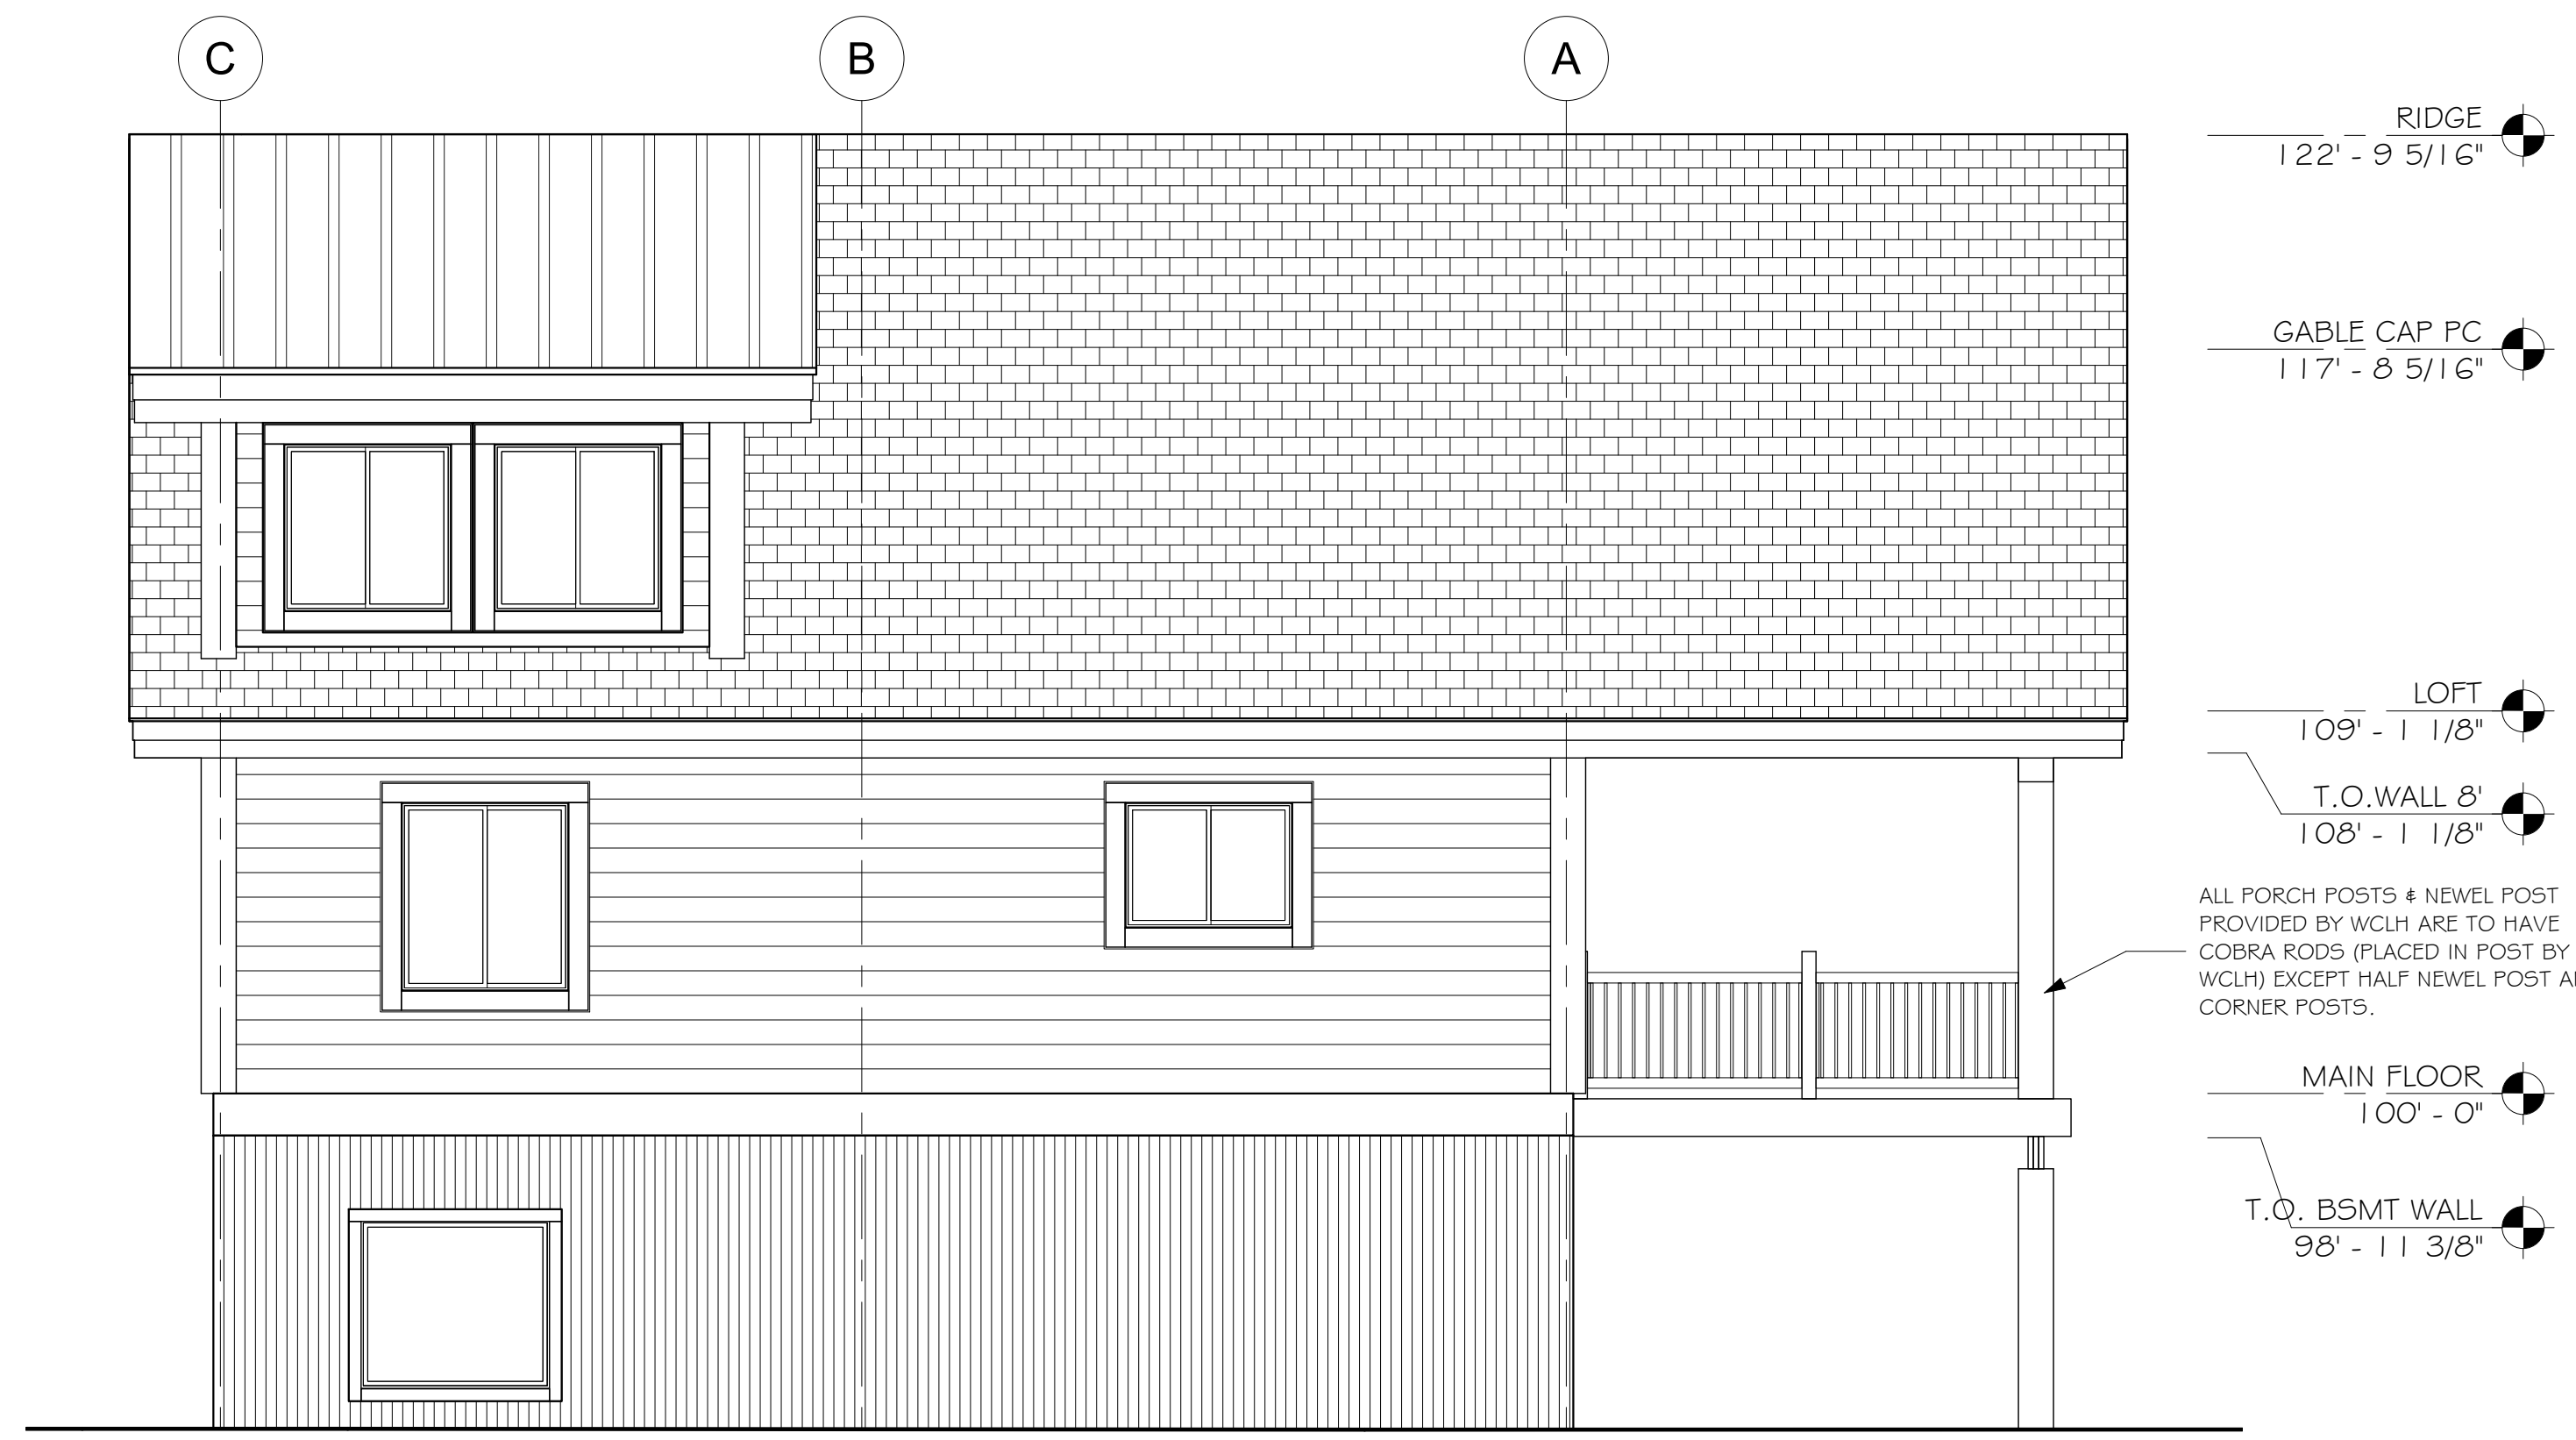 C
B
A
RIDGE
122' - 9 5/16"
GABLE CAP PC
117' - 8 5/16"
LOFT
109' - 1 1/8"
T.O.WALL 8'
108' - 1 1/8"
ALL PORCH POSTS & NEWEL POST
PROVIDED BY WCLH ARE TO HAVE
COBRA RODS (PLACED IN POST BY
WCLH) EXCEPT HALF NEWEL POST
CORNER POSTS.
MAIN FLOOR
100' - 0"
T.O. BSMT WALL
98' - 11 3/8"